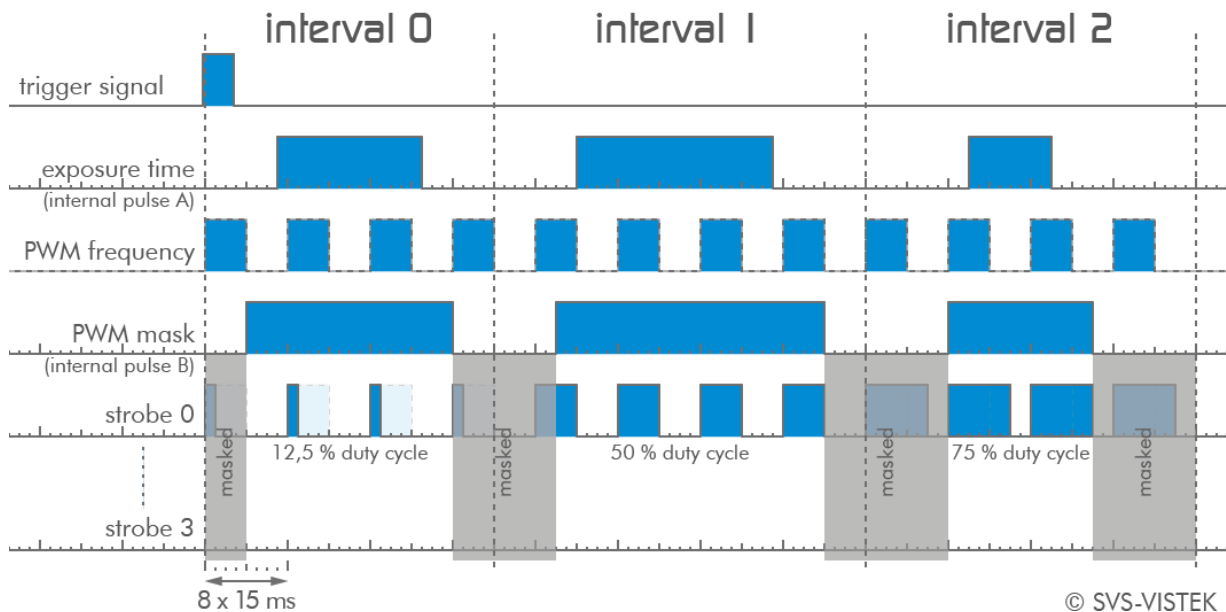 interval 0
interval 1
interval 2
trigger signal
exposure time
(internal pulse A)
PWM frequency
PWM mask
(internal pulse B)
strobe 0
masked
12,5 % duty cycle
masked
50 % duty cycle
masked
75 % duty cycle
masked
strobe 3
8 x 15 ms
© SVS-VISTEK